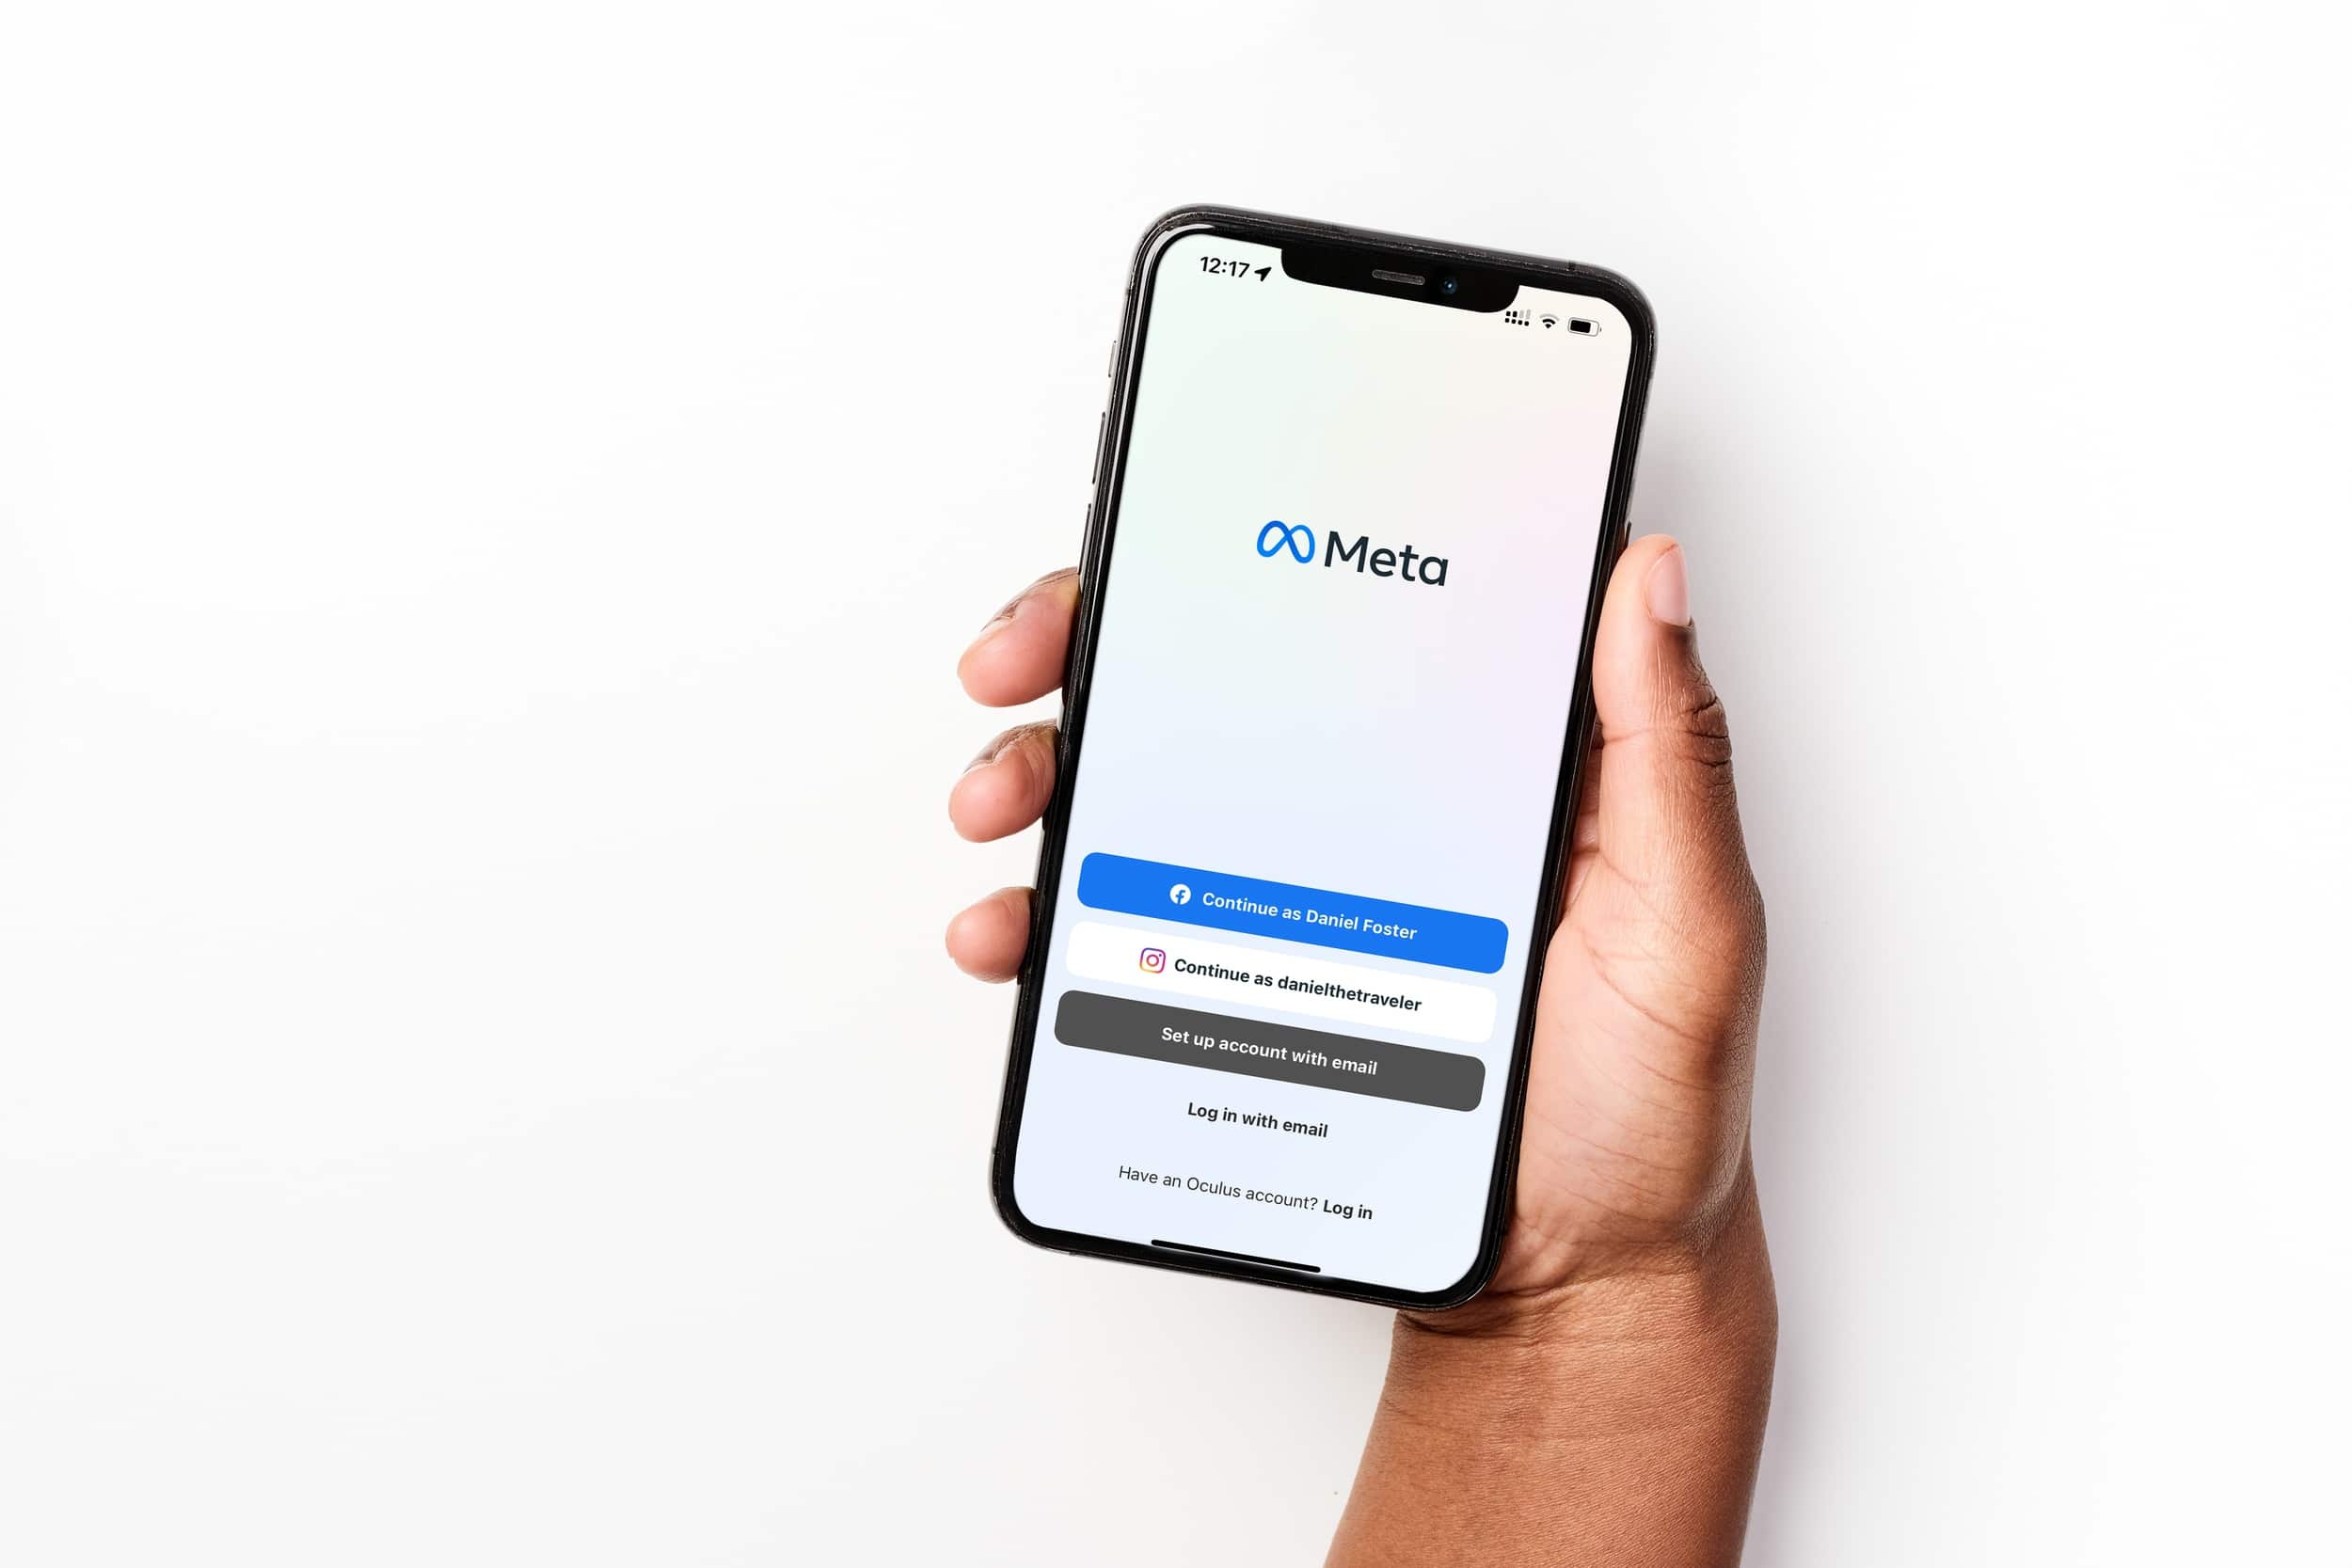 12:17
Meta
Continue as Daniel Foster
Continue as danielthetraveler
Set up account with email
Log in with email
Have an Oculus account? Log in